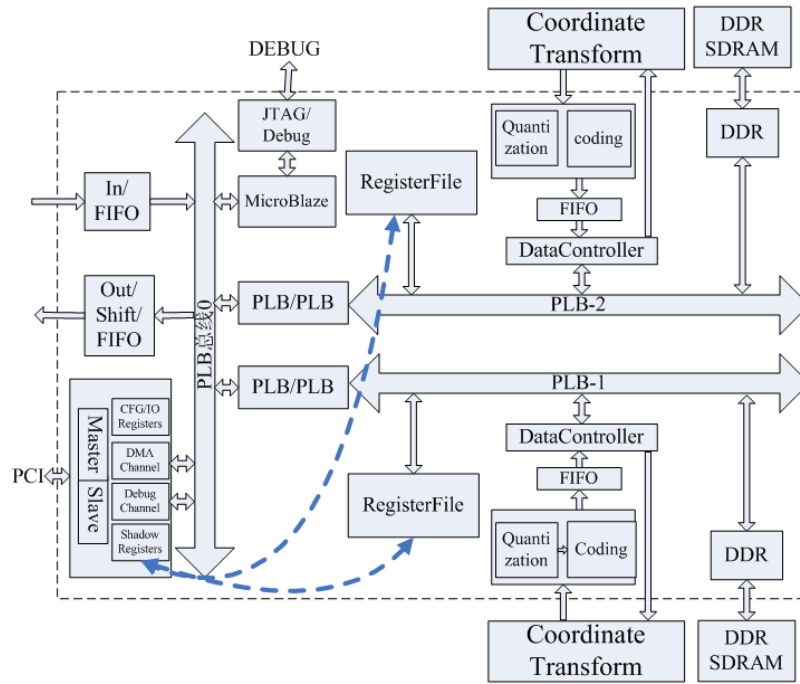 DEBUG
Coordinate
Transform
DDR
SDRAM
JTAG/
Debug
Quanti
zation
coding
DDR
In/
FIFO
MicroBlaze
RegisterFile
FIFO
DataController
Out/
Shift/
FIFO
PLB总线0
PLB/PLB
PLB-2
PLB/PLB
PLB-1
PCI
Master
Slave
CFG/IO
Registers
DMA
Channel
Debug
Channel
Shadow
Registers
DataController
FIFO
RegisterFile
Quanti
zation
Coding
DDR
Coordinate
Transform
DDR
SDRAM